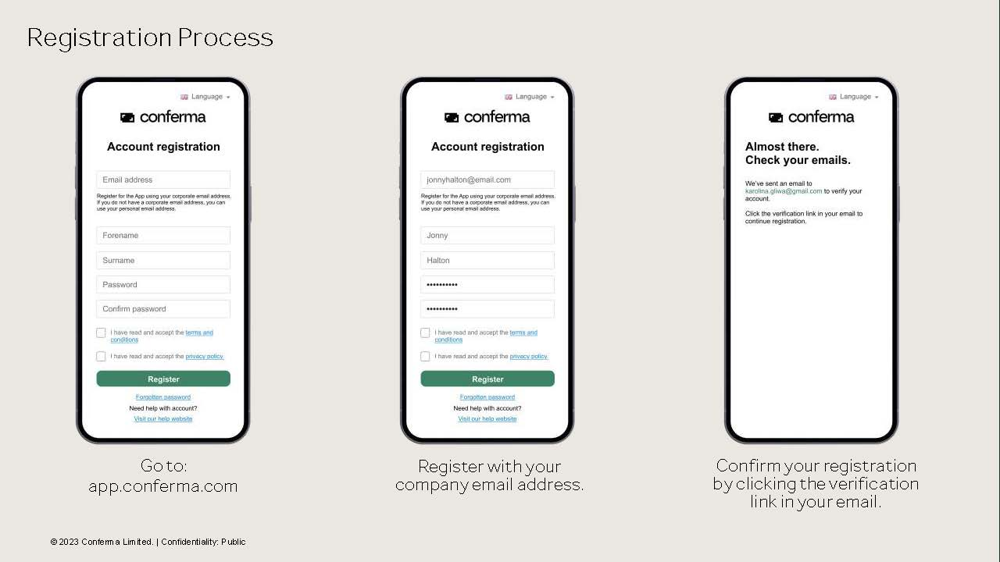 Registration Process
Language
conferma
Account registration
Email address
Register for the App using your corporate email address.
If you do not have a corporate email address, you can
use your personal email address.
Forename
Surname
Password
Confirm password
I have read and accept the terms and
conditions
I have read and accept the privacy policy.
Register
Forgotten password
Need help with account?
Visit our help website
Go to:
app.conferma.com
Language
conferma
Account registration
jonnyhalton@email.com
Register for the App using your corporate email address.
If you do not have a corporate email address, you can
use your personal email address.
Jonny
Halton
••••••••••
••••••••••
I have read and accept the terms and
conditions
I have read and accept the privacy policy.
Register
Forgotten password
Need help with account?
Visit our help website
Register with your
company email address.
Language
conferma
Almost there.
Check your emails.
We've sent an email to
karolina.gliwa@gmail.com to verify your
account.
Click the verification link in your email to
continue registration.
Confirm your registration
by clicking the verification
link in your email.
© 2023 Conferma Limited. | Confidentiality: Public